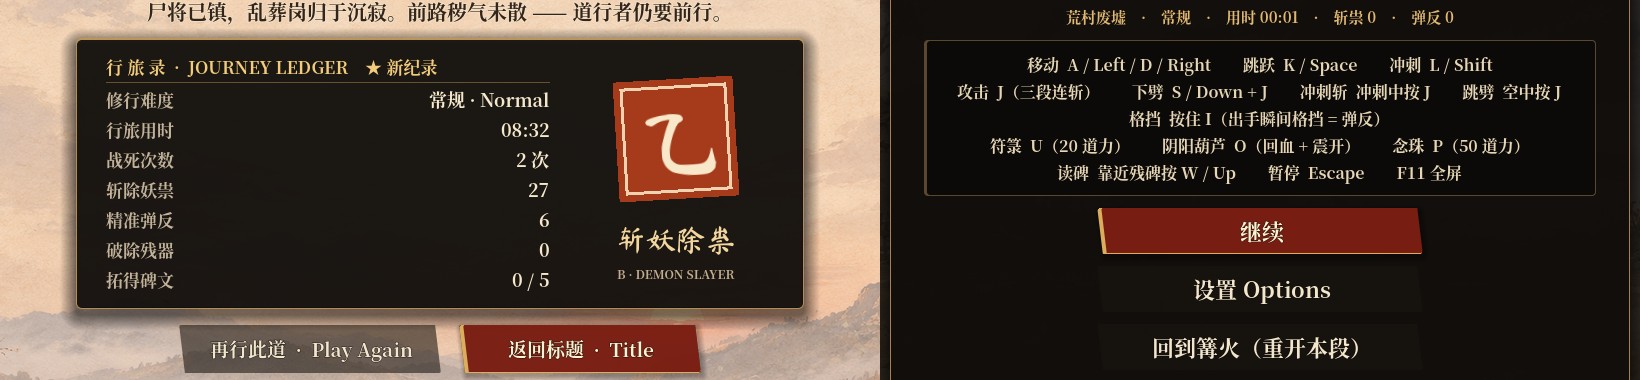 尸将已镇，乱葬岗归于沉寂。前路秽气未散 —— 道行者仍要前行。
行 旅 录 · JOURNEY LEDGER ★ 新纪录
修行难度 常规 · Normal
行旅用时 08:32
战死次数 2 次
斩除妖祟 27
精准弹反 6
破除残器 0
拓得碑文 0 / 5
乙
斩妖除祟
B · DEMON SLAYER
再行此道 · Play Again
返回标题 · Title
荒村废墟 · 常规 · 用时 00:01 · 斩祟 0 · 弹反 0
移动 A / Left / D / Right 跳跃 K / Space 冲刺 L / Shift
攻击 J（三段连斩） 下劈 S / Down + J 冲刺斩 冲刺中按 J 跳劈 空中按 J
格挡 按住 I（出手瞬间格挡 = 弹反）
符箓 U（20 道力） 阴阳葫芦 O（回血 + 震开） 念珠 P（50 道力）
读碑 靠近残碑按 W / Up 暂停 Escape F11 全屏
继续
设置 Options
回到篝火（重开本段）